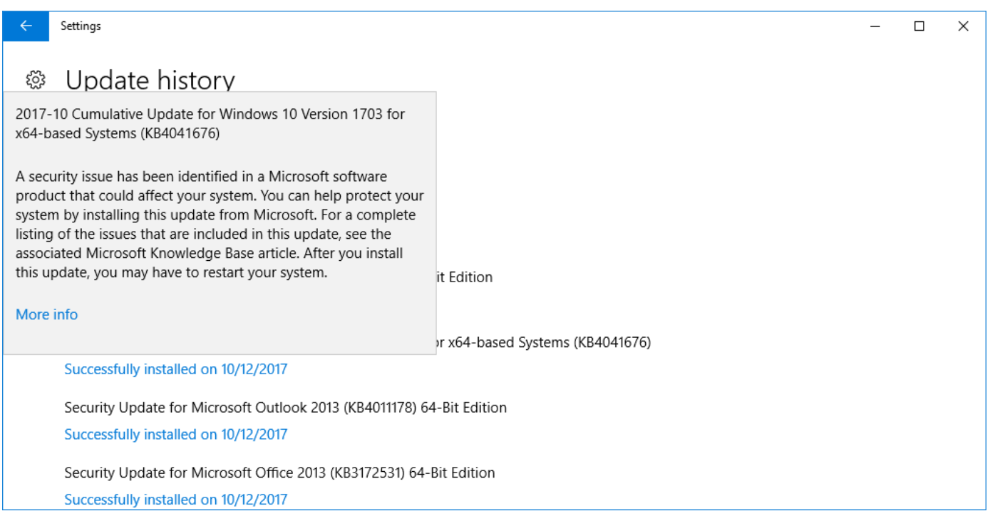 Settings
Update history
2017-10 Cumulative Update for Windows 10 Version 1703 for
x64-based Systems (KB4041676)
A security issue has been identified in a Microsoft software
product that could affect your system. You can help protect your
system by installing this update from Microsoft. For a complete
listing of the issues that are included in this update, see the
associated Microsoft Knowledge Base article. After you install
this update, you may have to restart your system.
it Edition
More info
x64-based Systems (KB4041676)
Successfully installed on 10/12/2017
Security Update for Microsoft Outlook 2013 (KB4011178) 64-Bit Edition
Successfully installed on 10/12/2017
Security Update for Microsoft Office 2013 (KB3172531) 64-Bit Edition
Successfully installed on 10/12/2017